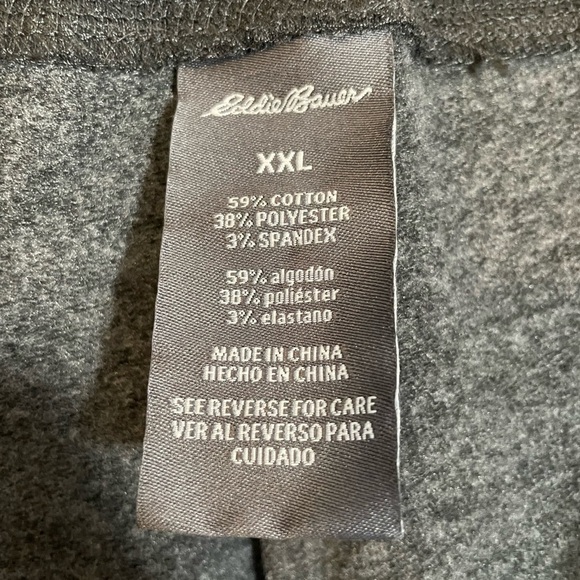 Eddie Bauer
XXL
59% COTTON
38% POLYESTER
3% SPANDEX
59% algodón
38% poliéster
3% elastano
MADE IN CHINA
HECHO EN CHINA
SEE REVERSE FOR CARE
VER AL REVERSO PARA
CUIDADO